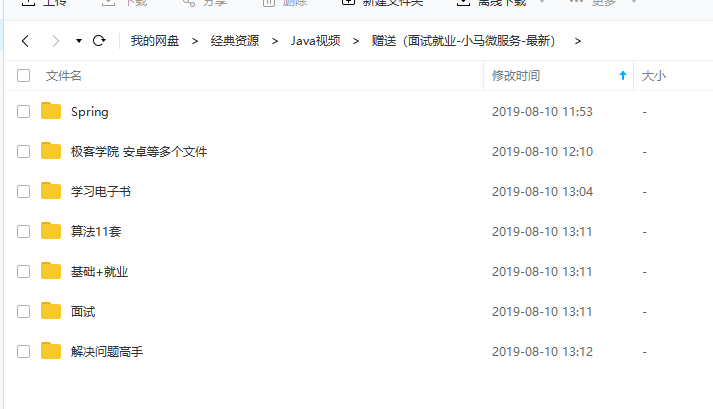 上传 下载 分享 删除 新建文件夹 离线下载 ··· 更多
我的网盘 > 经典资源 > Java视频 > 赠送（面试就业-小马微服务-最新） >
文件名 修改时间 大小
Spring 2019-08-10 11:53 -
极客学院 安卓等多个文件 2019-08-10 12:10 -
学习电子书 2019-08-10 13:04 -
算法11套 2019-08-10 13:11 -
基础+就业 2019-08-10 13:11 -
面试 2019-08-10 13:11 -
解决问题高手 2019-08-10 13:12 -